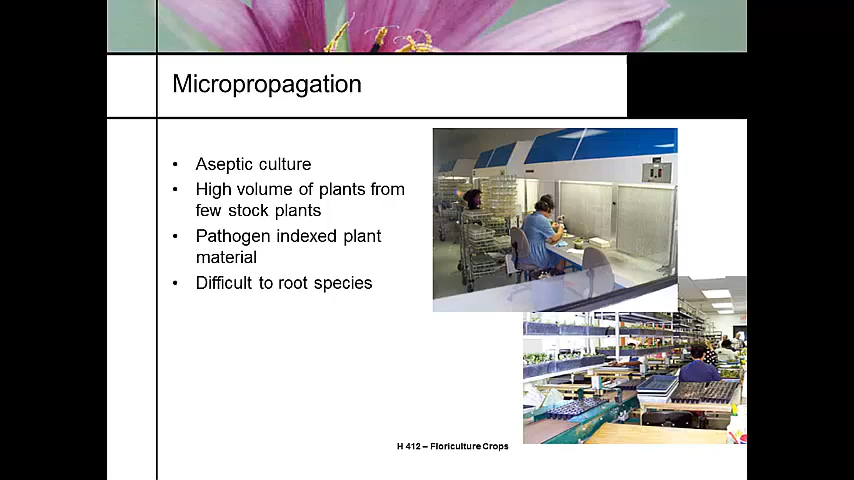 Micropropagation
• Aseptic culture
• High volume of plants from
few stock plants
• Pathogen indexed plant
material
• Difficult to root species
H 412 – Floriculture Crops